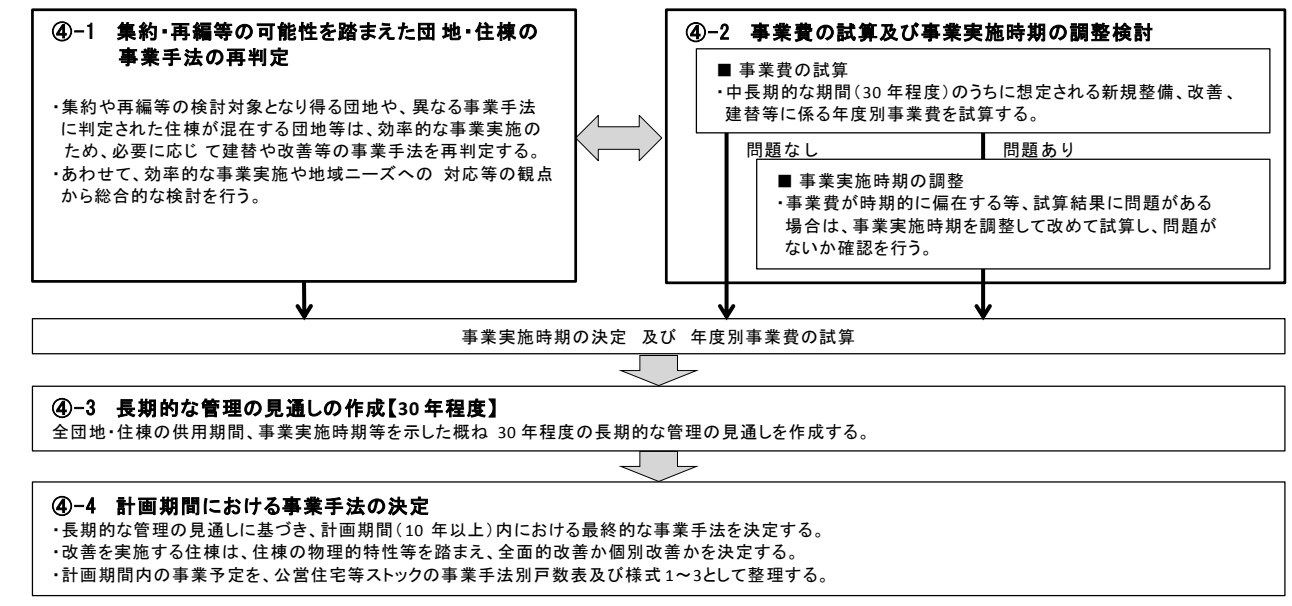 ④-1 集約・再編等の可能性を踏まえた団 地・住棟の
事業手法の再判定
・集約や再編等の検討対象となり得る団地や、異なる事業手法
に判定された住棟が混在する団地等は、効率的な事業実施の
ため、必要に応じ て建替や改善等の事業手法を再判定する。
・あわせて、効率的な事業実施や地域ニーズへの 対応等の観点
から総合的な検討を行う。
④-2 事業費の試算及び事業実施時期の調整検討
■ 事業費の試算
・中長期的な期間(30 年程度)のうちに想定される新規整備、改善、
建替等に係る年度別事業費を試算する。
問題なし 問題あり
■ 事業実施時期の調整
・事業費が時期的に偏在する等、試算結果に問題がある
場合は、事業実施時期を調整して改めて試算し、問題が
ないか確認を行う。
事業実施時期の決定 及び 年度別事業費の試算
④-3 長期的な管理の見通しの作成【30 年程度】
全団地・住棟の供用期間、事業実施時期等を示した概ね 30 年程度の長期的な管理の見通しを作成する。
④-4 計画期間における事業手法の決定
・長期的な管理の見通しに基づき、計画期間(10 年以上)内における最終的な事業手法を決定する。
・改善を実施する住棟は、住棟の物理的特性等を踏まえ、全面的改善か個別改善かを決定する。
・計画期間内の事業予定を、公営住宅等ストックの事業手法別戸数表及び様式1~3として整理する。